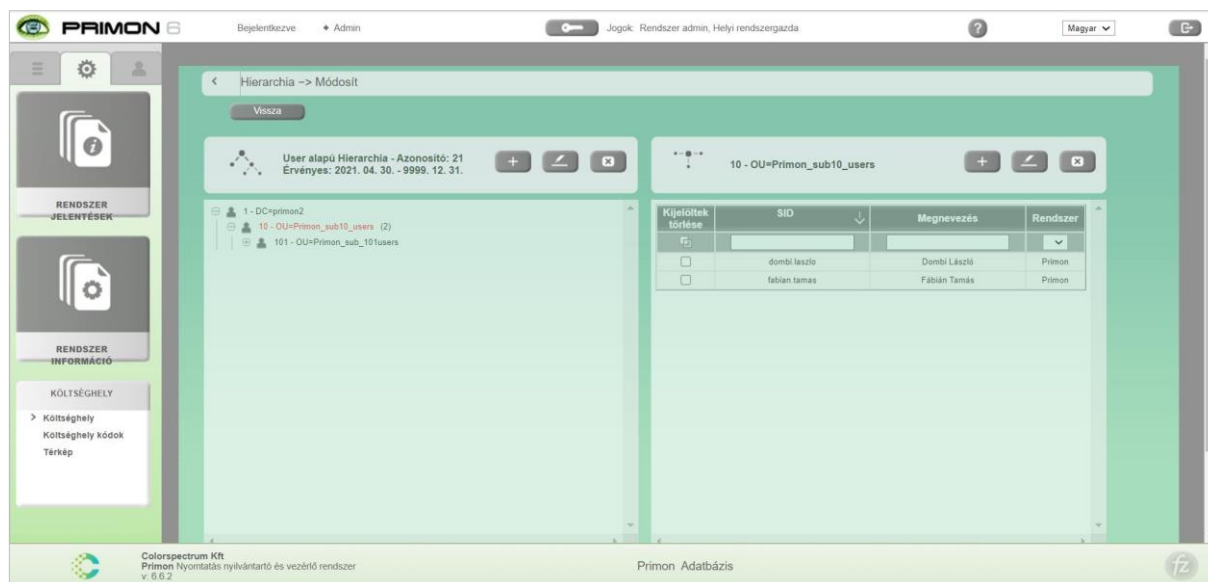 PRIMON 6
Bejelentkezve
Admin
Jogok: Rendszer admin, Helyi rendszergazda
?
Magyar
Hierarchia -> Módosít
Vissza
RENDSZER
JELENTÉSEK
RENDSZER
INFORMÁCIÓ
KÖLTSÉGHELY
> Költséghely
Költséghely kódok
Térkép
User alapú Hierarchia - Azonosító: 21
Érvényes: 2021. 04. 30. - 9999. 12. 31.
1 - DC=primon2
10 - OU=Primon_sub10_users (2)
101 - OU=Primon_sub_101users
10 - OU=Primon_sub10_users
Kijelöltek törlése SID Megnevezés Rendszer
dombi.laszlo Dombi László Primon
fabian.tamas Fábián Tamás Primon
Colorspectrum Kft
Primon Nyomtatás nyilvántartó és vezérlő rendszer
v: 6.6.2
Primon Adatbázis
fz